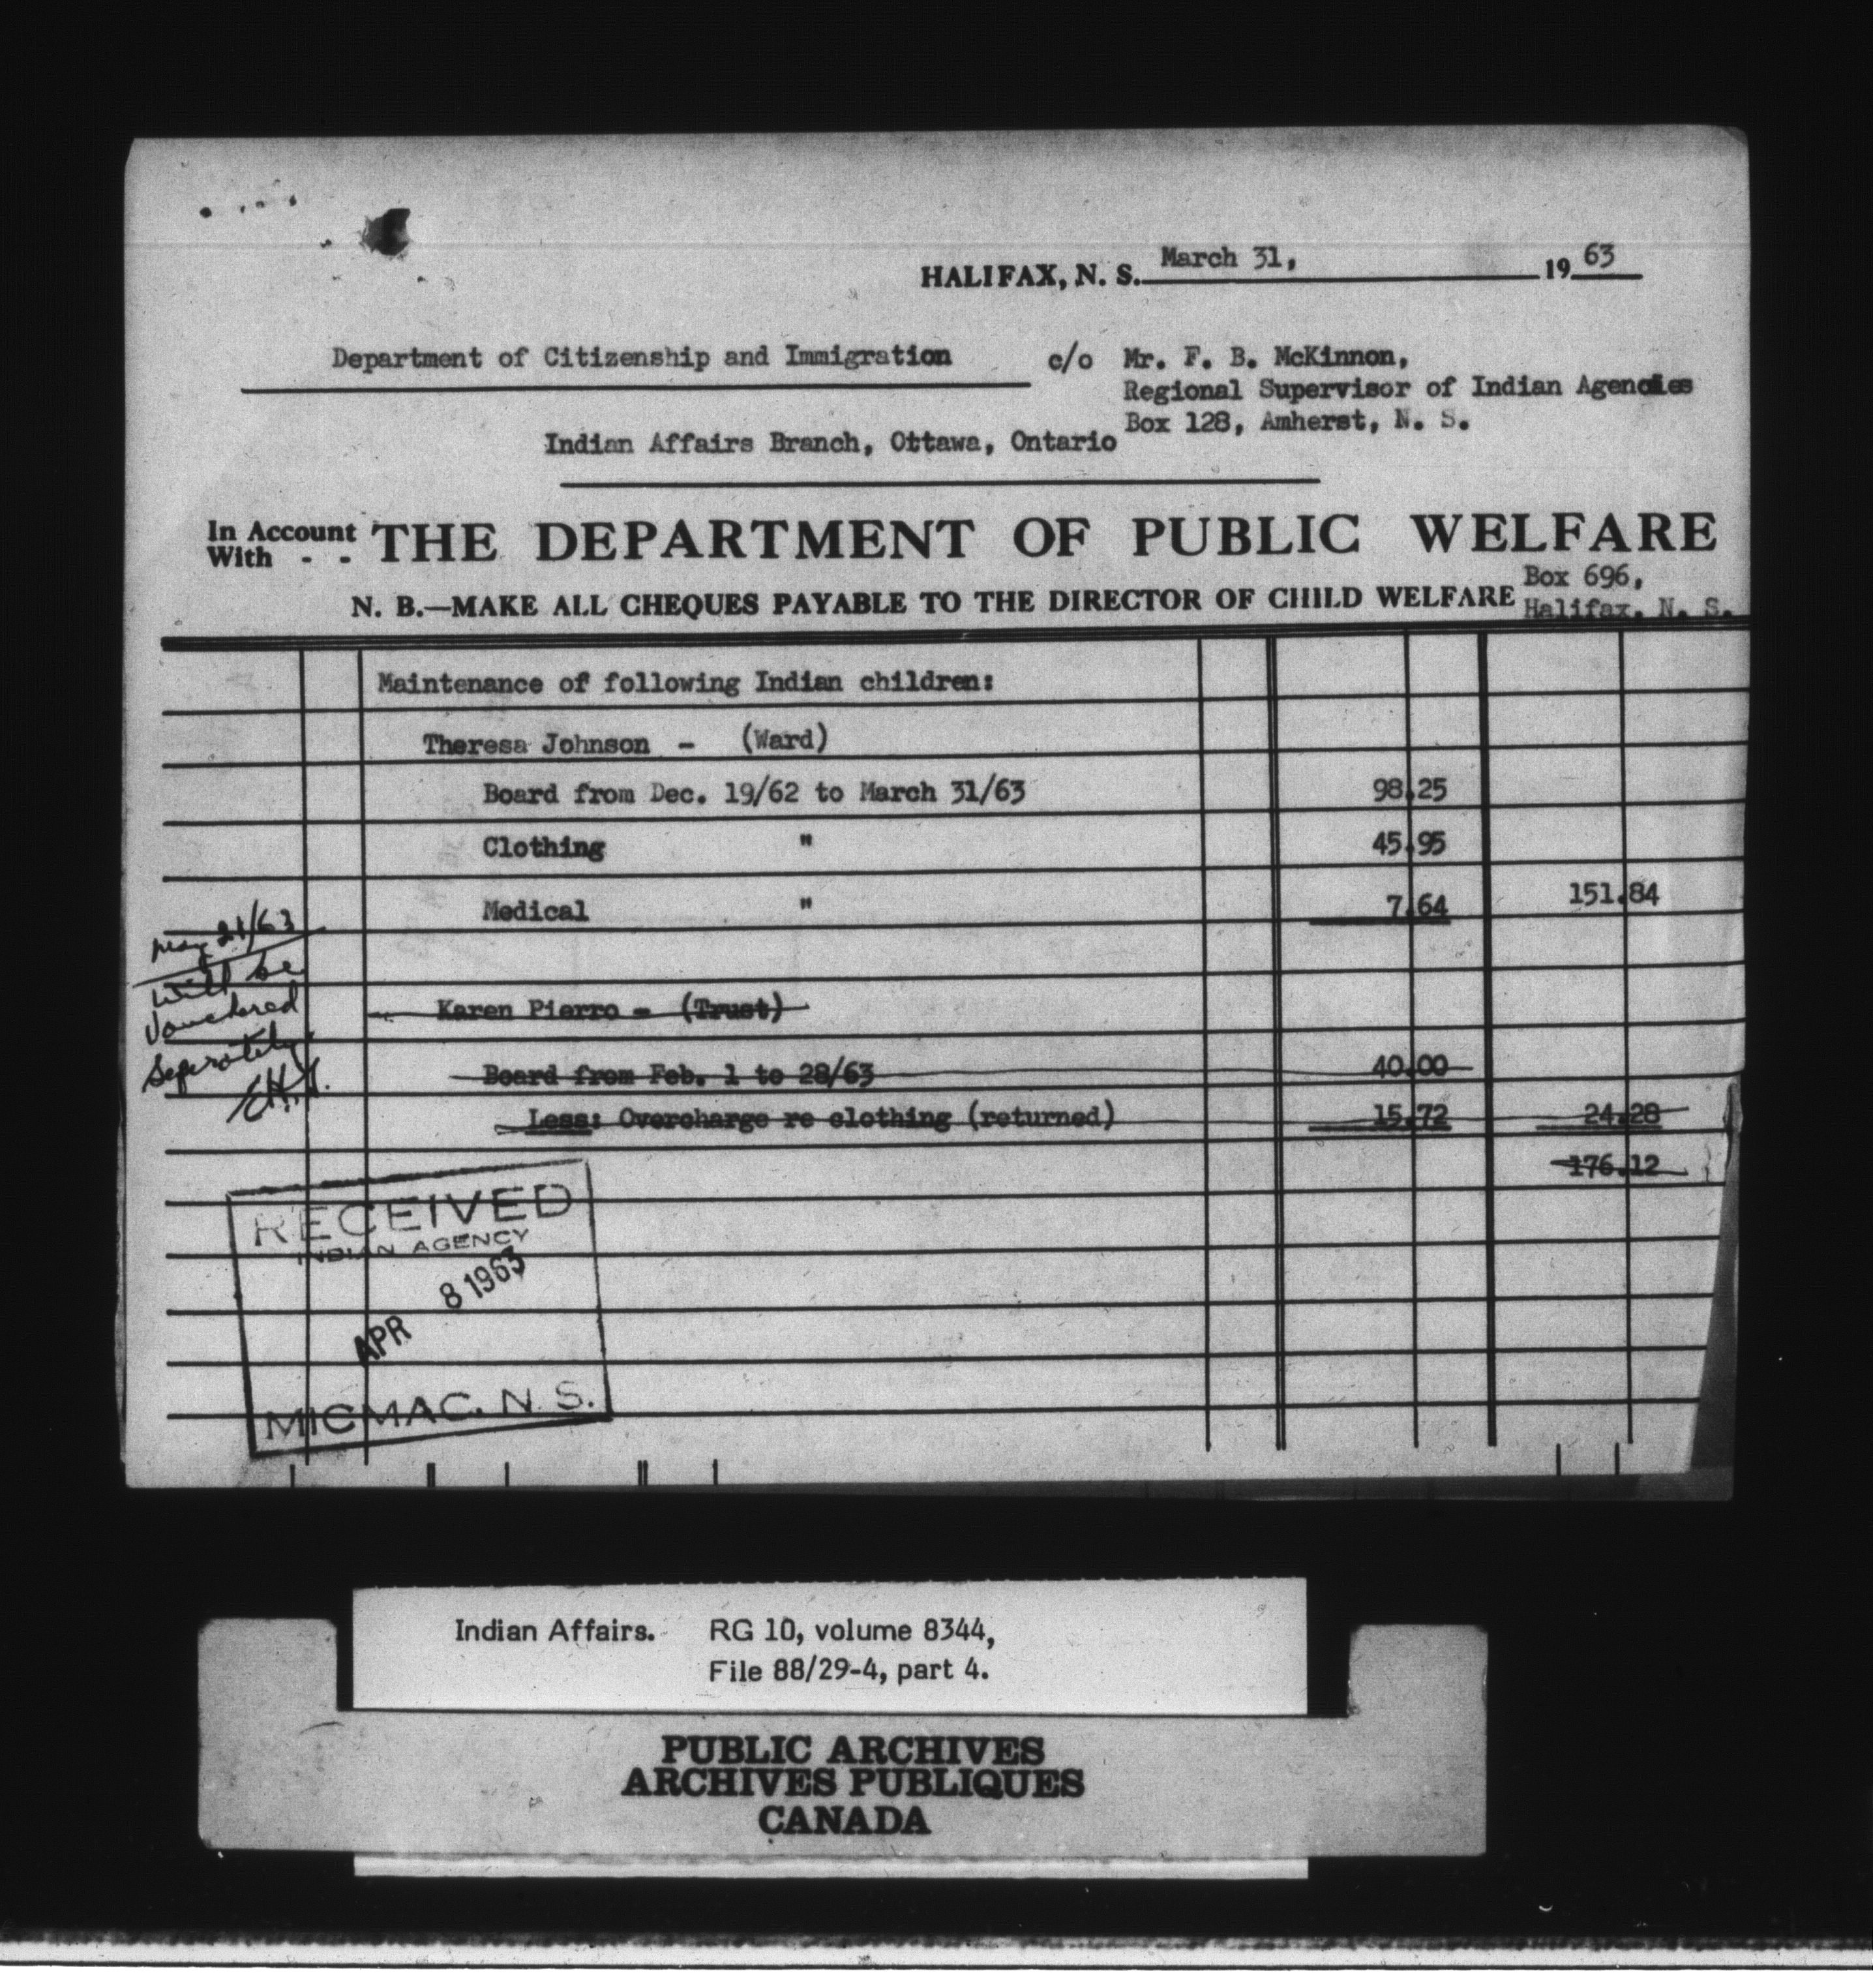 HALIFAX, N. S. March 31, 19 63
Department of Citizenship and Immigration c/o Mr. F. B. McKinnon,
Regional Supervisor of Indian Agencies
Box 128, Amherst, N. S.
Indian Affairs Branch, Ottawa, Ontario
In Account With - - THE DEPARTMENT OF PUBLIC WELFARE
N. B.—MAKE ALL CHEQUES PAYABLE TO THE DIRECTOR OF CHILD WELFARE Box 696,
Halifax, N. S.
Maintenance of following Indian children:
Theresa Johnson - (Ward)
Board from Dec. 19/62 to March 31/63 98.25
Clothing " 45.95
Medical " 7.64 151.84
May 21/63
will be
vouchered
seperately
Karen Pierro - (Trust)
Board from Feb. 1 to 28/63 40.00
Less: Overcharge re clothing (returned) 15.72 24.28
176.12
RECEIVED
INDIAN AGENCY
APR 8 1963
MICMAC, N. S.
Indian Affairs. RG 10, volume 8344,
File 88/29-4, part 4.
PUBLIC ARCHIVES
ARCHIVES PUBLIQUES
CANADA